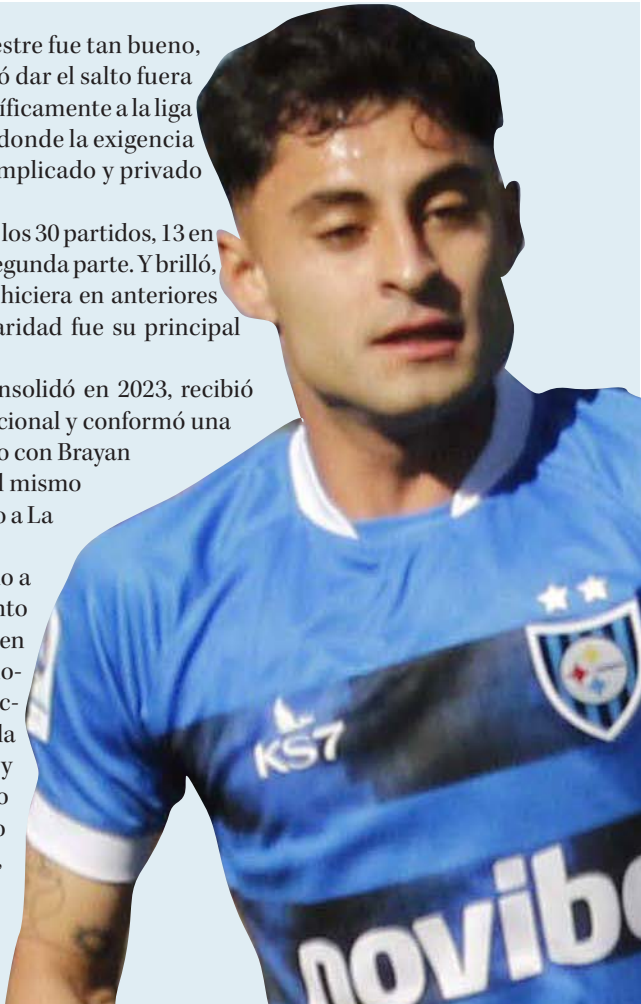 estre fue tan bueno,
ó dar el salto fuera
íficamente a la liga
donde la exigencia
mplicado y privado
los 30 partidos, 13 en
egunda parte. Y brilló,
hiciera en anteriores
aridad fue su principal
nsolidó en 2023, recibió
cional y conformó una
o con Brayan
l mismo
o a La
o a
nto
en
o-
c-
la
y
o
o
,
KS7
novibe